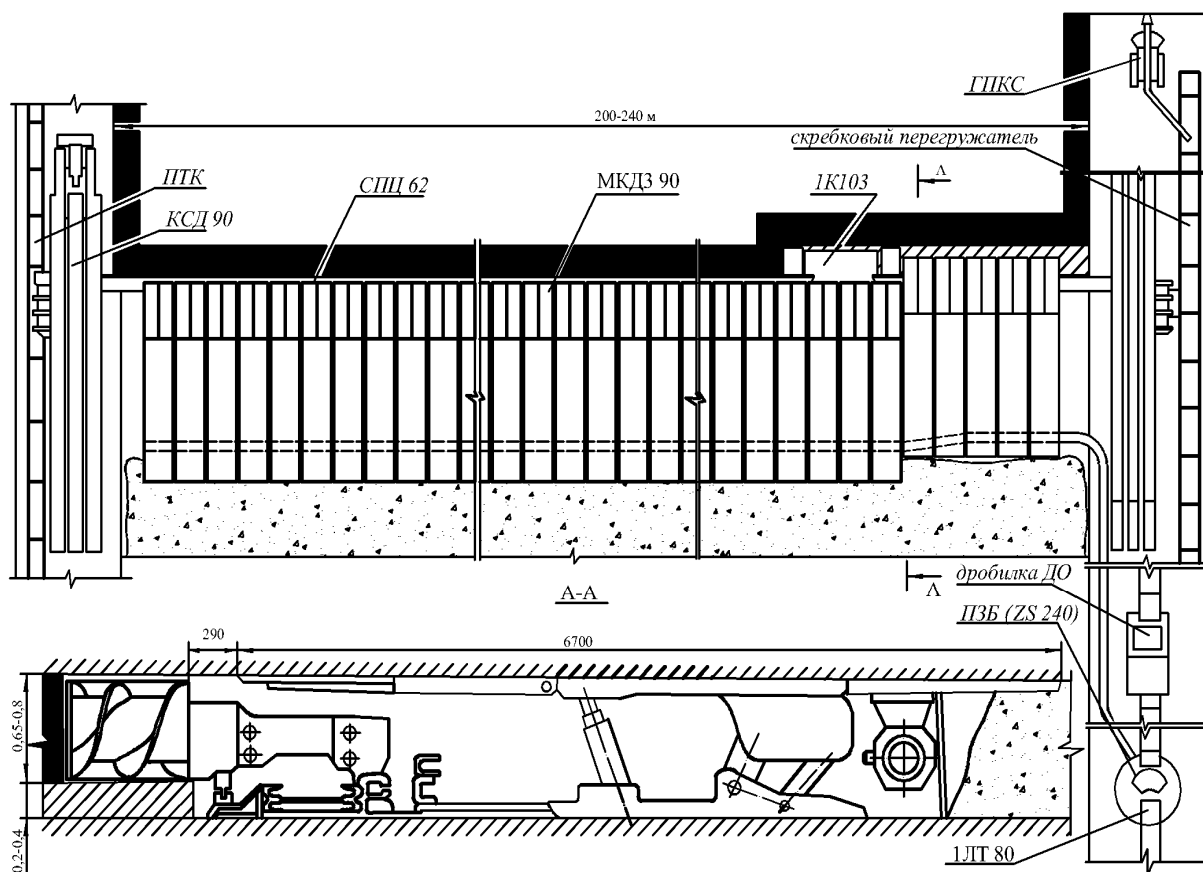 ГПКС
200-240 м
скребковый перегружатель
А
ПТК
СПЦ 62
МКД3 90
1К103
КСД 90
дробилка ДО
А-А
А
ПЗБ (ZS 240)
290
6700
0,65-0,8
0,2-0,4
1ЛТ 80